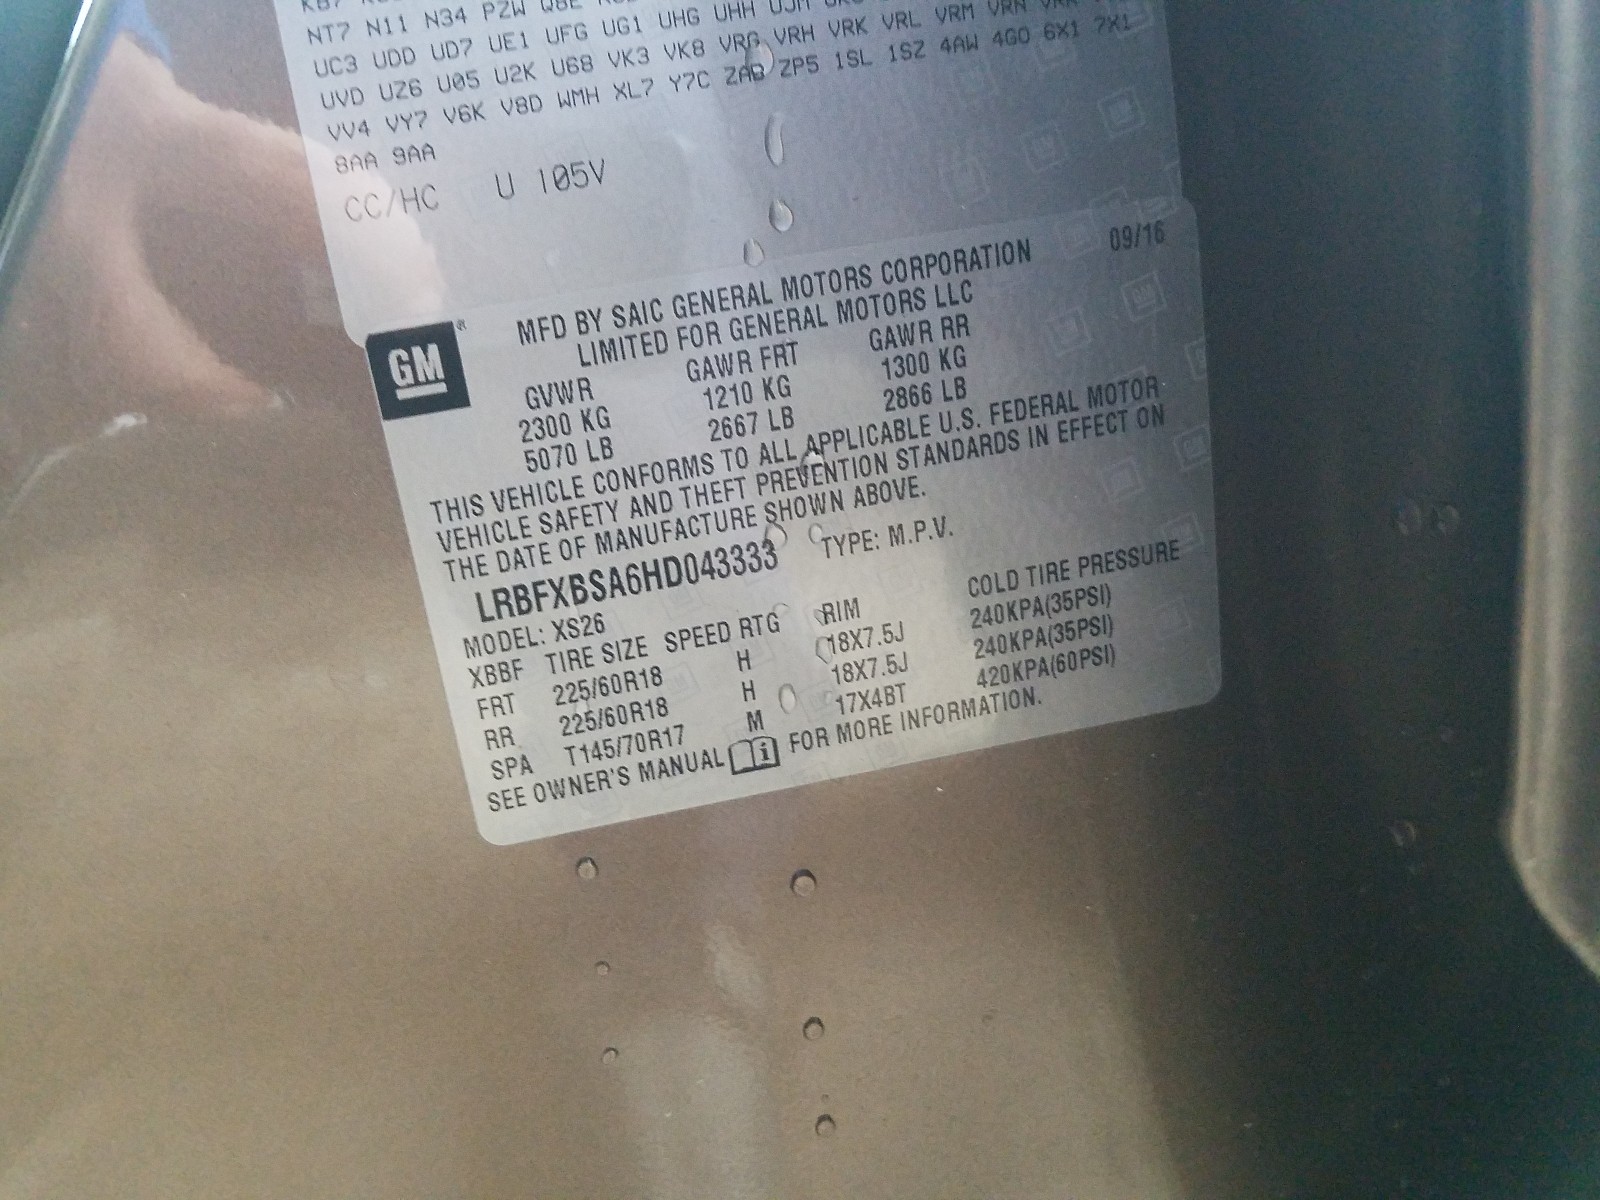 NT7 N11 N34 PZW Q8E
UC3 UDD UD7 UE1 UFG UG1 UHG UHH UJM
UVD UZ6 U05 U2K U68 VK3 VK8 VRG VRH VRK VRL VRM VRN
VV4 VY7 V6K V8D WMH XL7 Y7C ZAB ZP5 1SL 1SZ 4AW 4G0 6X1 7X1
8AA 9AA
CC/HC U 105V
09/16
GM®
MFD BY SAIC GENERAL MOTORS CORPORATION
LIMITED FOR GENERAL MOTORS LLC
GVWR GAWR FRT GAWR RR
2300 KG 1210 KG 1300 KG
5070 LB 2667 LB 2866 LB
THIS VEHICLE CONFORMS TO ALL APPLICABLE U.S. FEDERAL MOTOR
VEHICLE SAFETY AND THEFT PREVENTION STANDARDS IN EFFECT ON
THE DATE OF MANUFACTURE SHOWN ABOVE.
LRBFXBSA6HD043333 TYPE: M.P.V.
MODEL: XS26
XBBF TIRE SIZE SPEED RTG RIM COLD TIRE PRESSURE
FRT 225/60R18 H 18X7.5J 240KPA(35PSI)
RR 225/60R18 H 18X7.5J 240KPA(35PSI)
SPA T145/70R17 M 17X4BT 420KPA(60PSI)
SEE OWNER'S MANUAL FOR MORE INFORMATION.